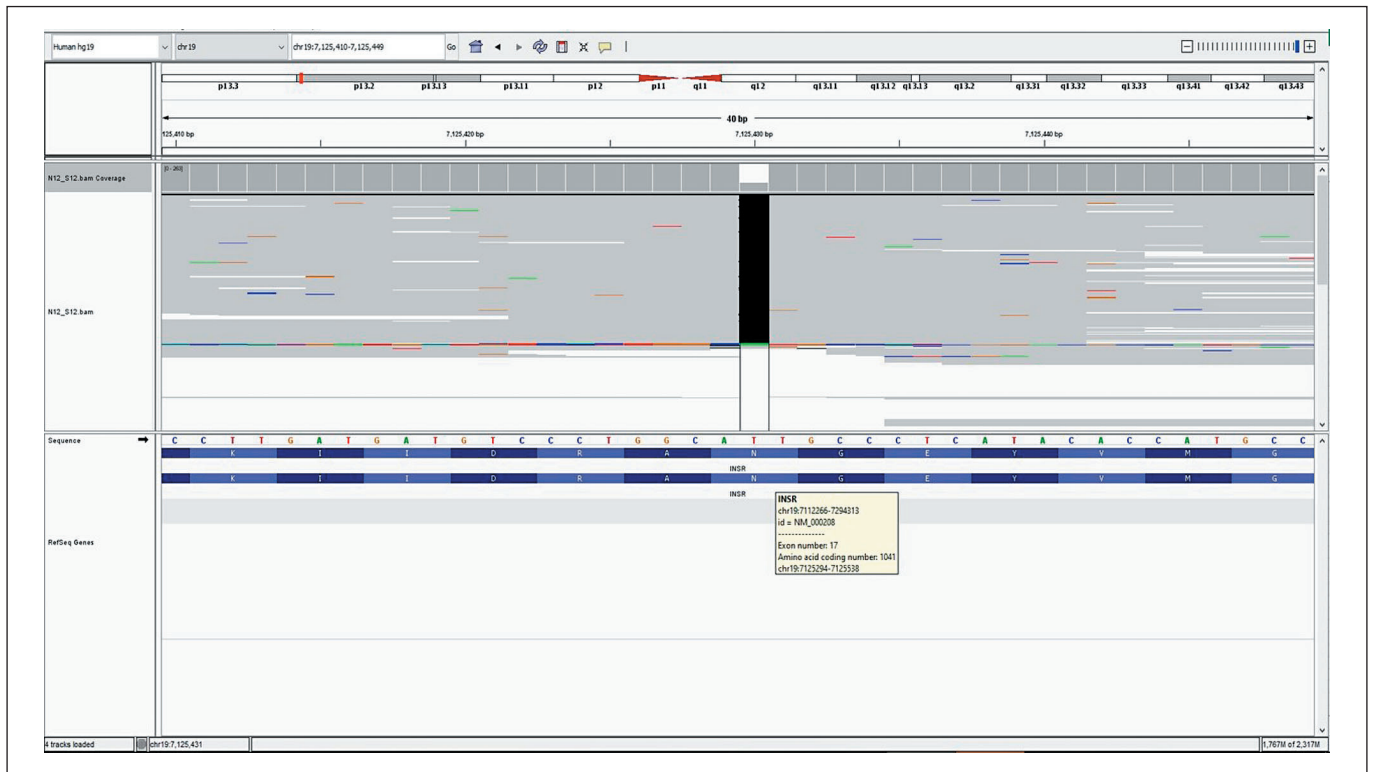 Human hg19 chr19 chr19:7,125,410-7,125,449 Go
p13.3 p13.2 p13.13 p13.11 p12 p11 q11 q12 q13.11 q13.12 q13.13 q13.2 q13.31 q13.32 q13.33 q13.41 q13.42 q13.43
40 bp
125,410 bp 7,125,420 bp 7,125,430 bp 7,125,440 bp
N12_S12.bam Coverage
[0 - 260]
N12_S12.bam
Sequence
C C T T G A T G A T G T C C C T G G C A T T G C C C T C A T A C A C C A T G C C
K I I D R A N G E Y V M G
INSR
K I I D R A N G E Y V M G
INSR
INSR
chr19:7112266-7294313
id = NM_000208
--------------
Exon number: 17
Amino acid coding number: 1041
chr19:7125294-7125538
RefSeq Genes
4 tracks loaded chr19:7,125,431 1,767M of 2,317M